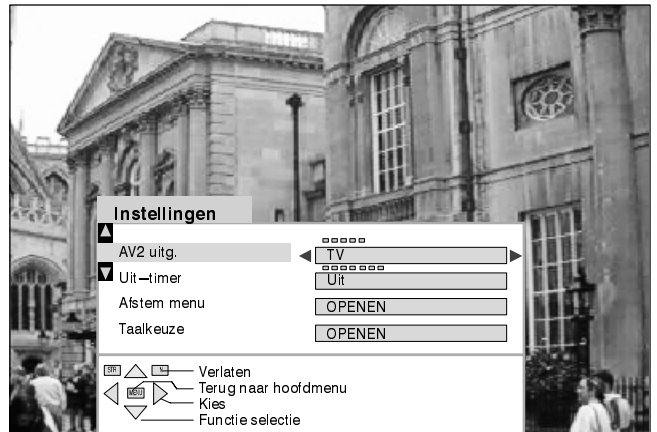 Instellingen
AV2 uitg.
TV
Uit-timer
Uit
Afstem menu
OPENEN
Taalkeuze
OPENEN
STR
N
Verlaten
MENU
Terug naar hoofdmenu
Kies
Functie selectie